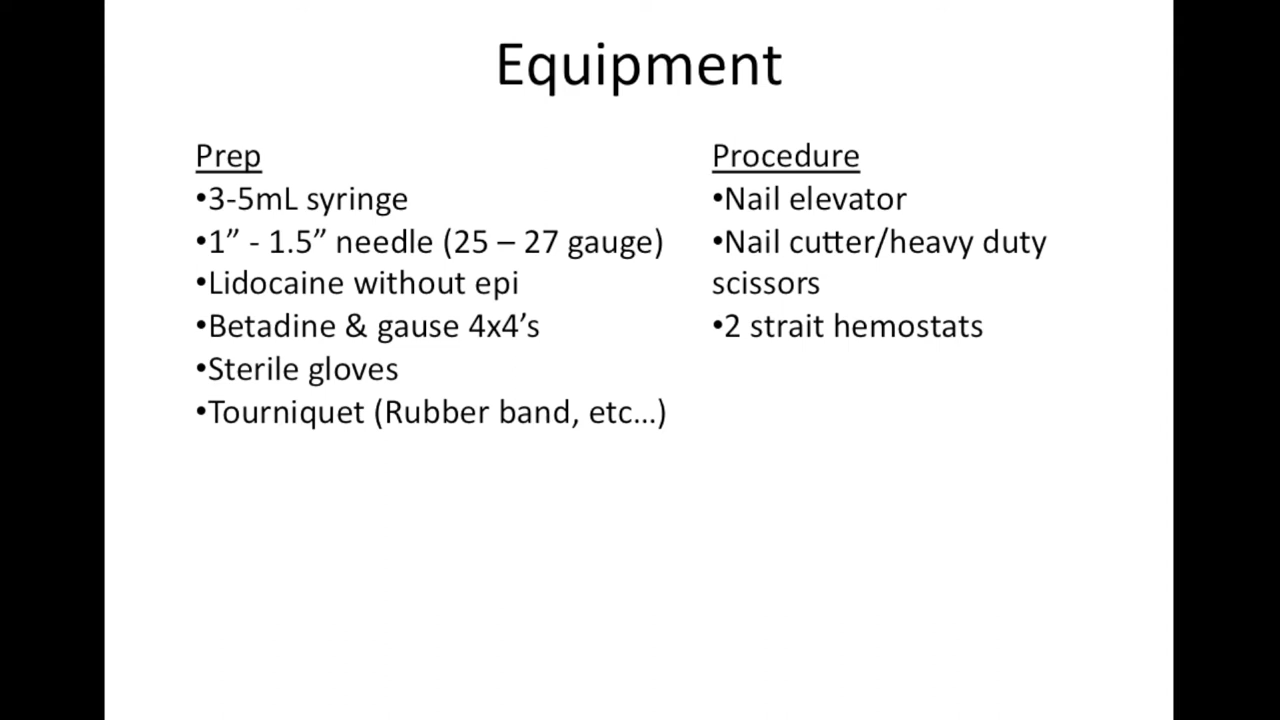 Equipment
Prep
•3-5mL syringe
•1” - 1.5” needle (25 – 27 gauge)
•Lidocaine without epi
•Betadine & gause 4x4’s
•Sterile gloves
•Tourniquet (Rubber band, etc…)
Procedure
•Nail elevator
•Nail cutter/heavy duty
scissors
•2 strait hemostats